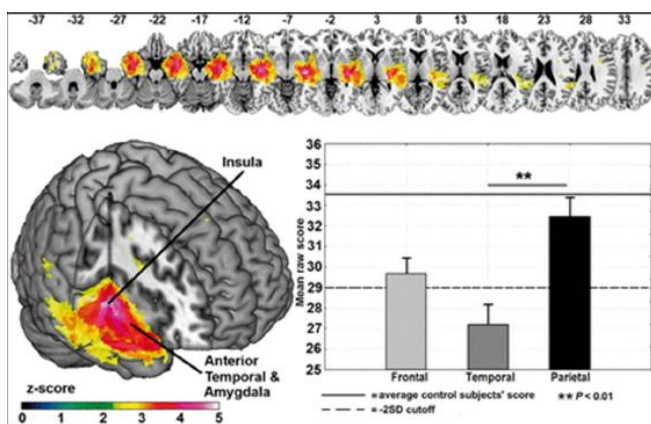 -37 -32 -27 -22 -17 -12 -7 -2 3 8 13 18 23 28 33
Insula
Anterior
Temporal &
Amygdala
z-score
0 1 2 3 4 5
Mean raw score
36
35
34
33
32
31
30
29
28
27
26
25
**
Frontal Temporal Parietal
= average control subjects' score
** P < 0.01
= -2SD cutoff